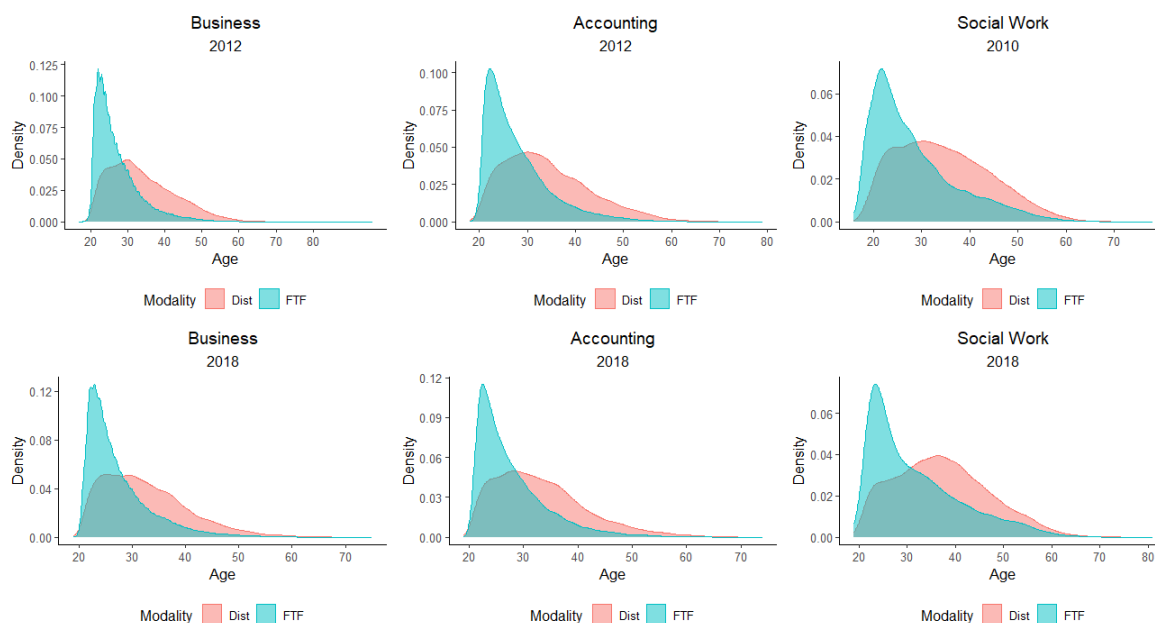 Business
2012
Density
0.125
0.100
0.075
0.050
0.025
0.000
20 30 40 50 60 70 80
Age
Modality Dist FTF
Accounting
2012
Density
0.100
0.075
0.050
0.025
0.000
20 30 40 50 60 70 80
Age
Modality Dist FTF
Social Work
2010
Density
0.06
0.04
0.02
0.00
20 30 40 50 60 70
Age
Modality Dist FTF
Business
2018
Density
0.12
0.08
0.04
0.00
20 30 40 50 60 70
Age
Modality Dist FTF
Accounting
2018
Density
0.12
0.09
0.06
0.03
0.00
20 30 40 50 60 70
Age
Modality Dist FTF
Social Work
2018
Density
0.06
0.04
0.02
0.00
20 30 40 50 60 70 80
Age
Modality Dist FTF